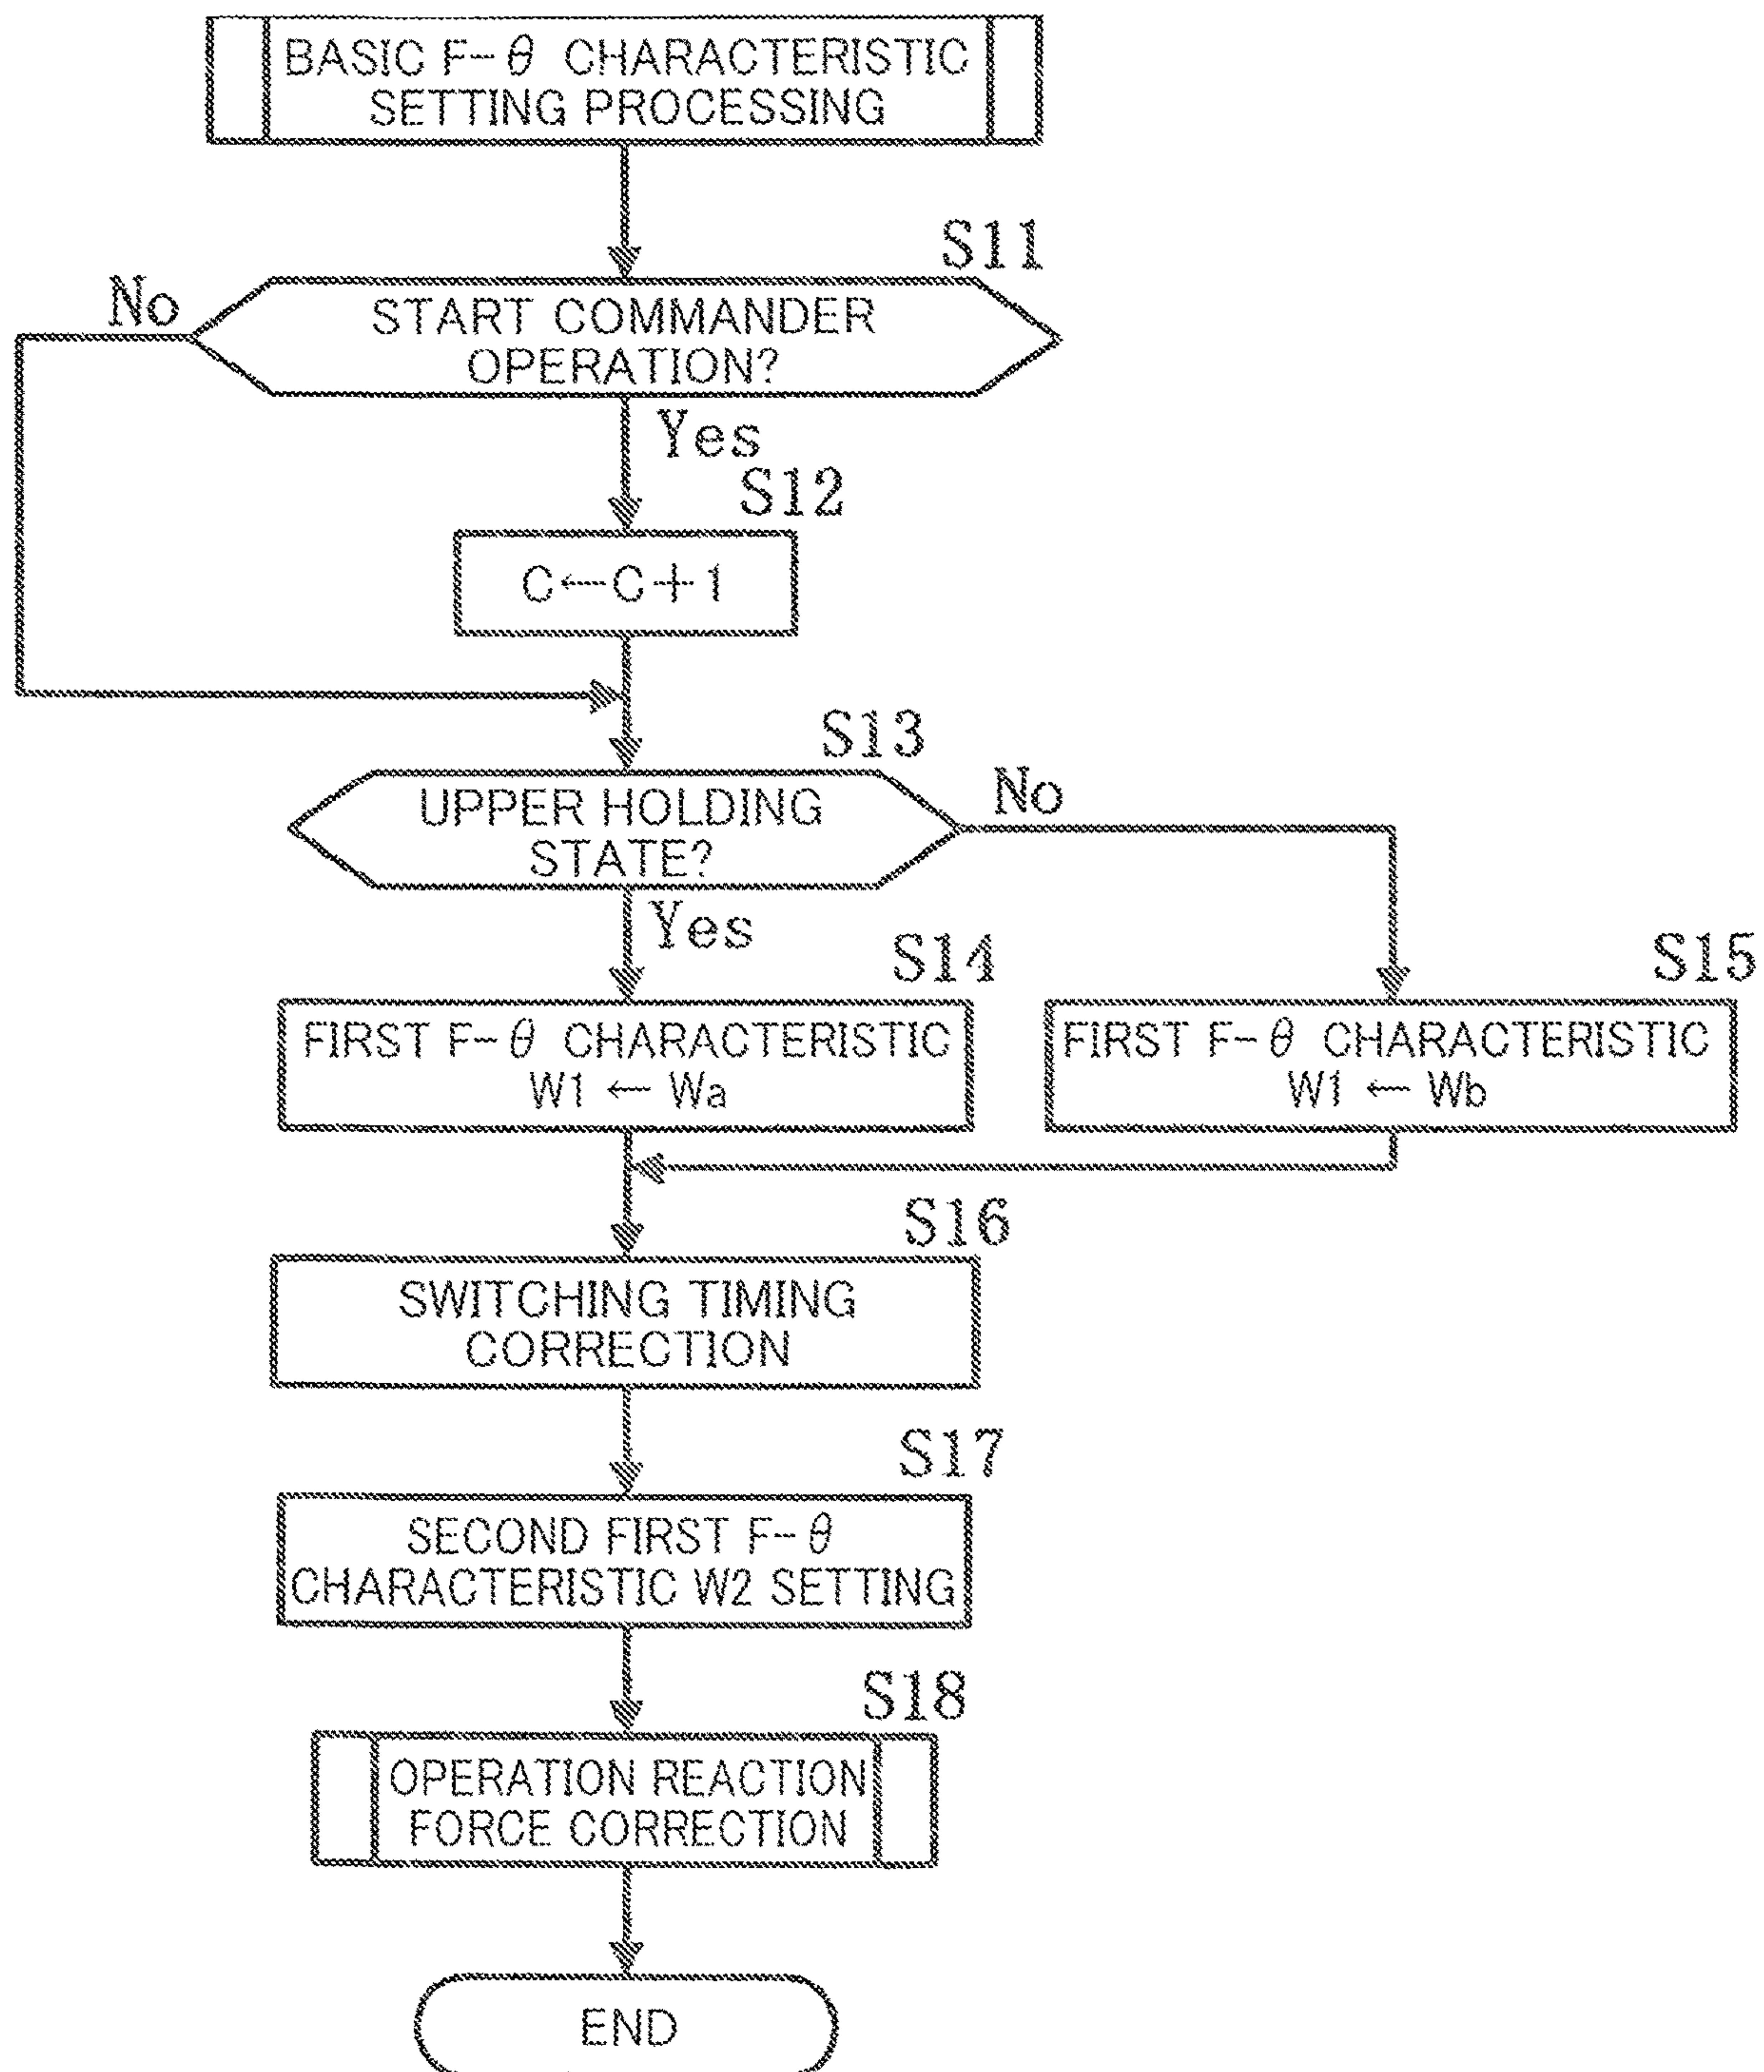 BASIC F-θ CHARACTERISTIC
SETTING PROCESSING
S11
No
START COMMANDER
OPERATION?
Yes
S12
C←C+1
S13
UPPER HOLDING
STATE?
No
Yes
S14
FIRST F-θ CHARACTERISTIC
W1 ← Wa
S15
FIRST F-θ CHARACTERISTIC
W1 ← Wb
S16
SWITCHING TIMING
CORRECTION
S17
SECOND FIRST F-θ
CHARACTERISTIC W2 SETTING
S18
OPERATION REACTION
FORCE CORRECTION
END